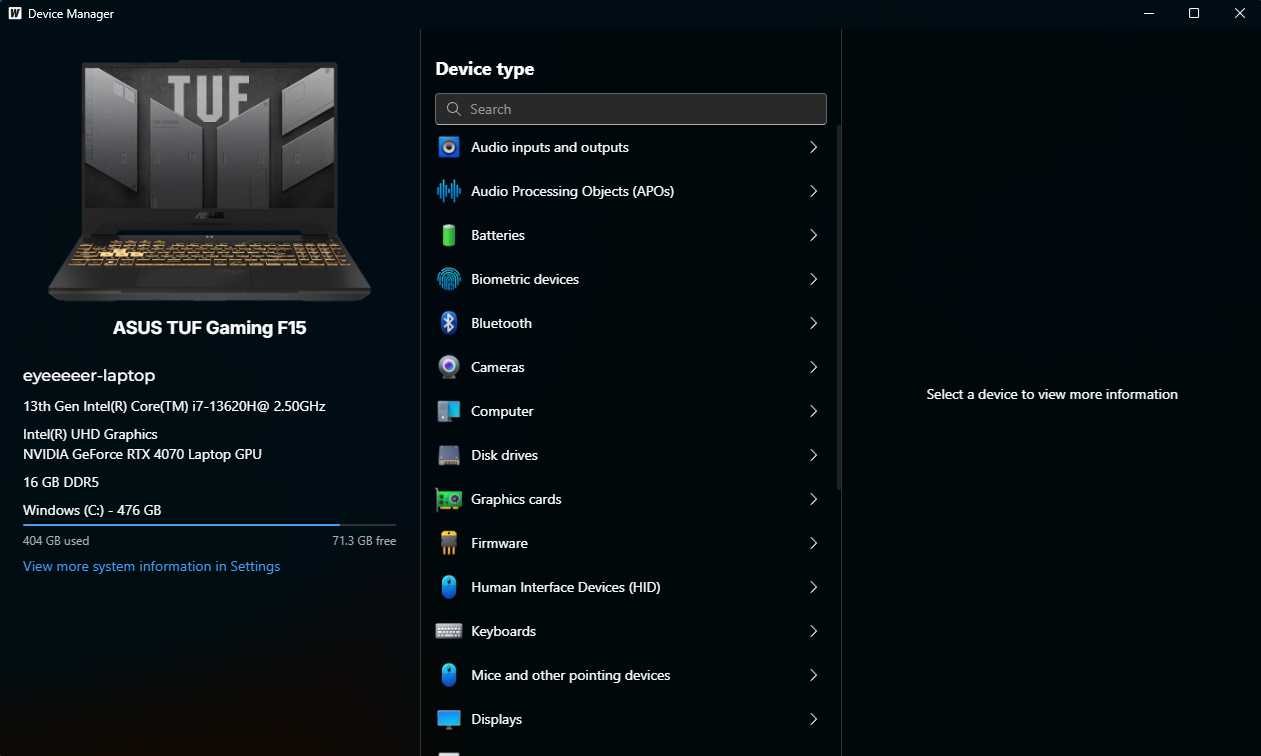 W Device Manager
TUF
GAMING
ASUS
ASUS TUF Gaming F15
eyeeeeer-laptop
13th Gen Intel(R) Core(TM) i7-13620H@ 2.50GHz
Intel(R) UHD Graphics
NVIDIA GeForce RTX 4070 Laptop GPU
16 GB DDR5
Windows (C:) - 476 GB
404 GB used 71.3 GB free
View more system information in Settings
Device type
Search
Audio inputs and outputs
Audio Processing Objects (APOs)
Batteries
Biometric devices
Bluetooth
Cameras
Computer
Disk drives
Graphics cards
Firmware
Human Interface Devices (HID)
Keyboards
Mice and other pointing devices
Displays
Select a device to view more information